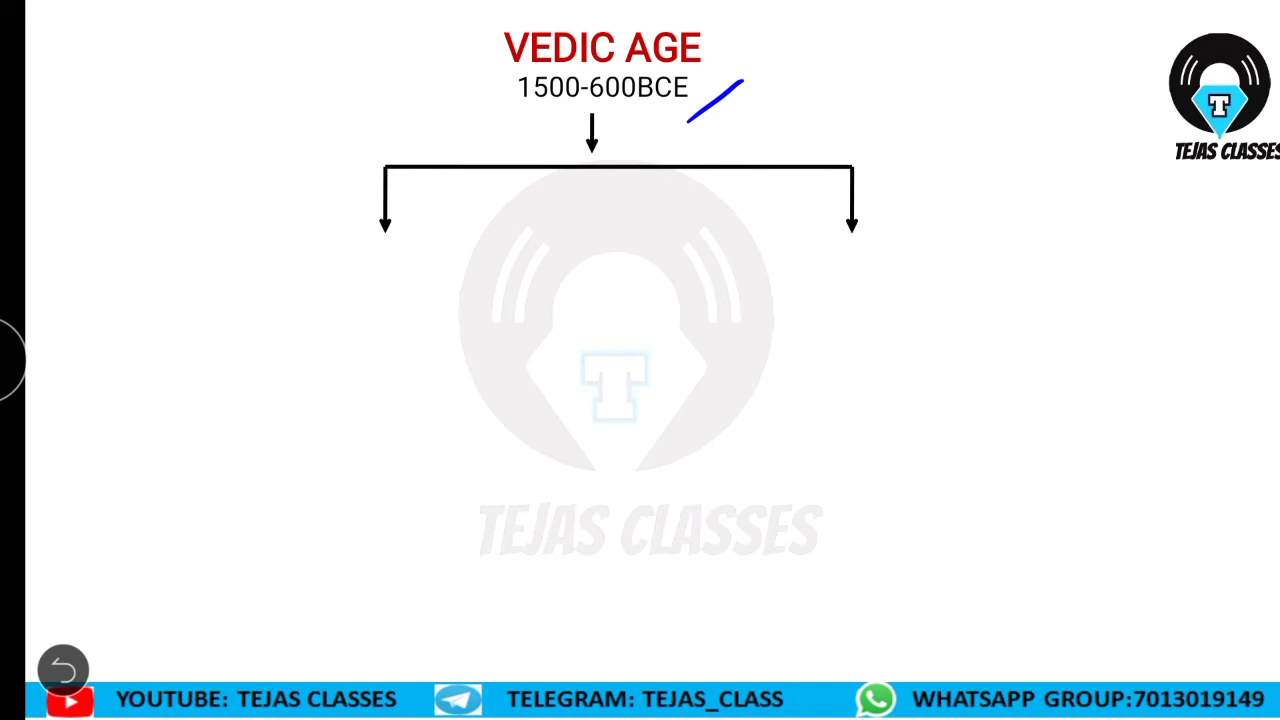 VEDIC AGE
1500-600BCE
T
TEJAS CLASSES
T
TEJAS CLASSES
YOUTUBE: TEJAS CLASSES
TELEGRAM: TEJAS_CLASS
WHATSAPP GROUP:7013019149